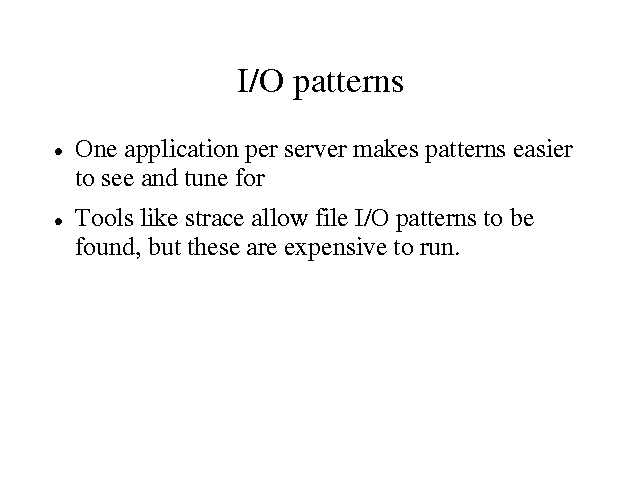 I/O patterns
• One application per server makes patterns easier
to see and tune for
• Tools like strace allow file I/O patterns to be
found, but these are expensive to run.